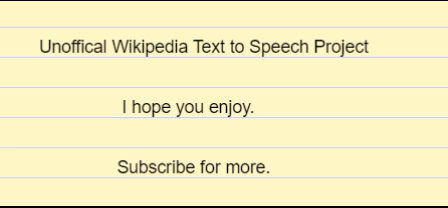 Unoffical Wikipedia Text to Speech Project
I hope you enjoy.
Subscribe for more.